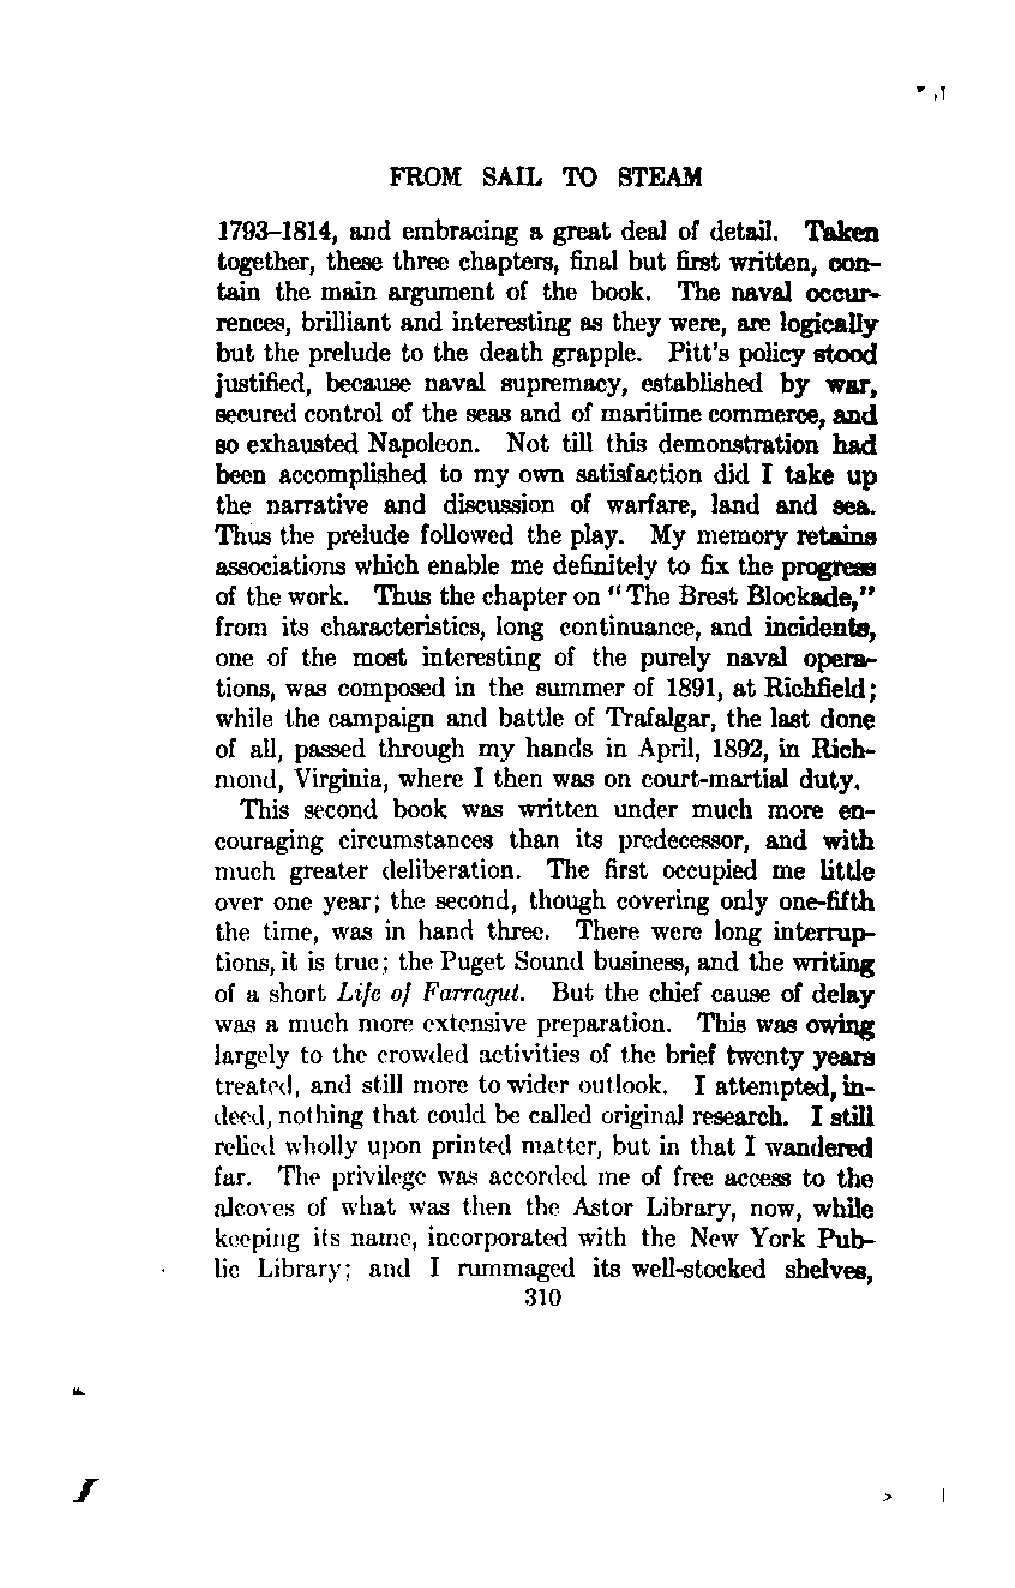 FROM SAIL TO STEAM
1793–1814, and embracing a great deal of detail. Taken
together, these three chapters, final but first written, con-
tain the main argument of the book. The naval occur-
rences, brilliant and interesting as they were, are logically
but the prelude to the death grapple. Pitt's policy stood
justified, because naval supremacy, established by war,
secured control of the seas and of maritime commerce, and
so exhausted Napoleon. Not till this demonstration had
been accomplished to my own satisfaction did I take up
the narrative and discussion of warfare, land and sea.
Thus the prelude followed the play. My memory retains
associations which enable me definitely to fix the progress
of the work. Thus the chapter on "The Brest Blockade,"
from its characteristics, long continuance, and incidents,
one of the most interesting of the purely naval opera-
tions, was composed in the summer of 1891, at Richfield;
while the campaign and battle of Trafalgar, the last done
of all, passed through my hands in April, 1892, in Rich-
mond, Virginia, where I then was on court-martial duty.
This second book was written under much more en-
couraging circumstances than its predecessor, and with
much greater deliberation. The first occupied me little
over one year; the second, though covering only one-fifth
the time, was in hand three. There were long interrup-
tions, it is true; the Puget Sound business, and the writing
of a short Life of Farragut. But the chief cause of delay
was a much more extensive preparation. This was owing
largely to the crowded activities of the brief twenty years
treated, and still more to wider outlook. I attempted, in-
deed, nothing that could be called original research. I still
relied wholly upon printed matter, but in that I wandered
far. The privilege was accorded me of free access to the
alcoves of what was then the Astor Library, now, while
keeping its name, incorporated with the New York Pub-
lic Library; and I rummaged its well-stocked shelves,
310